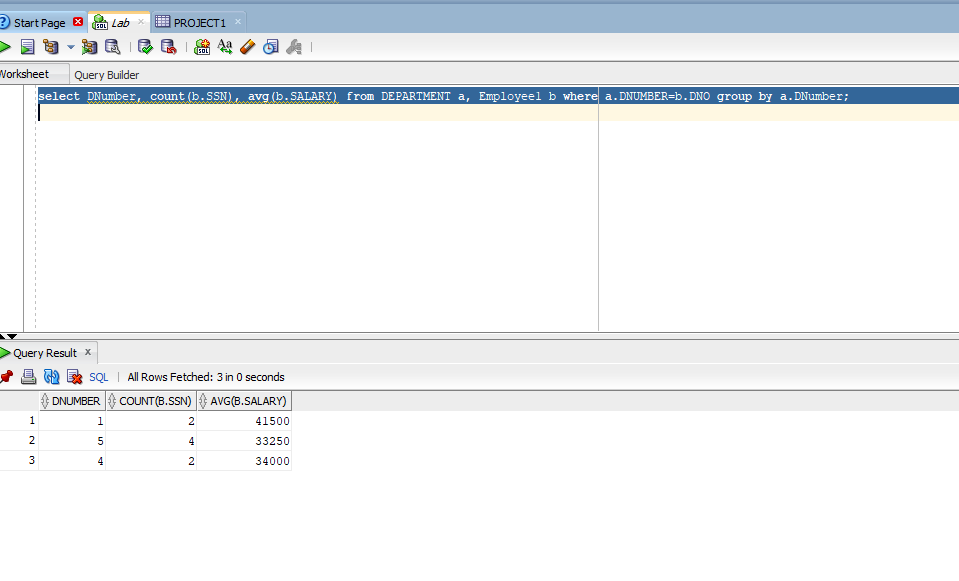 Start Page Lab PROJECT1
Worksheet Query Builder
select DNumber, count(b.SSN), avg(b.SALARY) from DEPARTMENT a, Employee1 b where a.DNUMBER=b.DNO group by a.DNumber;
Query Result x
SQL | All Rows Fetched: 3 in 0 seconds
DNUMBER COUNT(B.SSN) AVG(B.SALARY)
1 1 2 41500
2 5 4 33250
3 4 2 34000